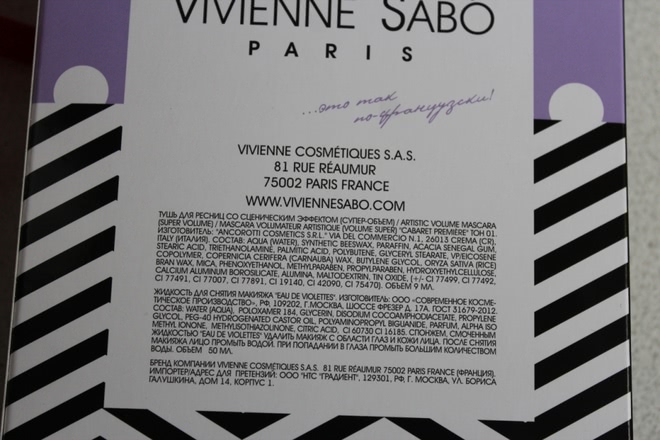 VIVIENNE SABO
PARIS
...это так
по-французски!
VIVIENNE COSMÉTIQUES S.A.S.
81 RUE RÉAUMUR
75002 PARIS FRANCE
WWW.VIVIENNESABO.COM
ТУШЬ ДЛЯ РЕСНИЦ СО СЦЕНИЧЕСКИМ ЭФФЕКТОМ (СУПЕР-ОБЪЕМ) / ARTISTIC VOLUME MASCARA
(SUPER VOLUME) / MASCARA VOLUMATEUR ARTISTIQUE (VOLUME SUPER) "CABARET PREMIERE" ТОН 01.
ИЗГОТОВИТЕЛЬ: "ANCOROTTI COSMETICS S.R.L." VIA DEL COMMERCIO N.1, 26013 CREMA (CR),
ITALY (ИТАЛИЯ). СОСТАВ: AQUA (WATER), SYNTHETIC BEESWAX, PARAFFIN, ACACIA SENEGAL GUM,
STEARIC ACID, TRIETHANOLAMINE, PALMITIC ACID, POLYBUTENE, GLYCERYL STEARATE, VP/EICOSENE
COPOLYMER, COPERNICIA CERIFERA (CARNAUBA) WAX, BUTYLENE GLYCOL, ORYZA SATIVA (RICE)
BRAN WAX, MICA, PHENOXYETHANOL, METHYLPARABEN, PROPYLPARABEN, HYDROXYETHYLCELLULOSE,
CALCIUM ALUMINUM BOROSILICATE, ALUMINA, MALTODEXTRIN, TIN OXIDE, (+/- CI 77499, CI 77492,
CI 77491, CI 77007, CI 77891, CI 19140, CI 42090, CI 75470). ОБЪЕМ 9 МЛ.
ЖИДКОСТЬ ДЛЯ СНЯТИЯ МАКИЯЖА "EAU DE VIOLETTES". ИЗГОТОВИТЕЛЬ: ООО "СОВРЕМЕННОЕ КОСМЕ-
ТИЧЕСКОЕ ПРОИЗВОДСТВО», РФ, 109202, Г.МОСКВА, ШОССЕ ФРЕЗЕР Д. 17А. ГОСТ 31679-2012.
СОСТАВ: WATER (AQUA), POLOXAMER 184, GLYCERIN, DISODIUM COCOAMPHODIACETATE, PROPYLENE
GLYCOL, PEG-40 HYDROGENATED CASTOR OIL, POLYAMINOPROPYL BIGUANIDE, PARFUM, ALPHA ISO
METHYL IONONE, METHYLISOTHIAZOLINONE, CITRIC ACID, CI 60730 CI 16185. СПОНЖЕМ, СМОЧЕННЫМ
ЖИДКОСТЬЮ "EAU DE VIOLETTES" УДАЛИТЬ МАКИЯЖ С ОБЛАСТИ ГЛАЗ И КОЖИ ЛИЦА. ПОСЛЕ СНЯТИЯ
МАКИЯЖА ЛИЦО ПРОМЫТЬ ВОДОЙ. ПРИ ПОПАДАНИИ В ГЛАЗА ПРОМЫТЬ БОЛЬШИМ КОЛИЧЕСТВОМ
ВОДЫ. ОБЪЕМ 50 МЛ.
БРЕНД КОМПАНИИ VIVIENNE COSMÉTIQUES S.A.S. 81 RUE RÉAUMUR 75002 PARIS FRANCE (ФРАНЦИЯ).
ИМПОРТЕР/АДРЕС ДЛЯ ПРЕТЕНЗИЙ: ООО "НТС "ГРАДИЕНТ", 129301, РФ, Г. МОСКВА, УЛ. БОРИСА
ГАЛУШКИНА, ДОМ 14, КОРПУС 1.